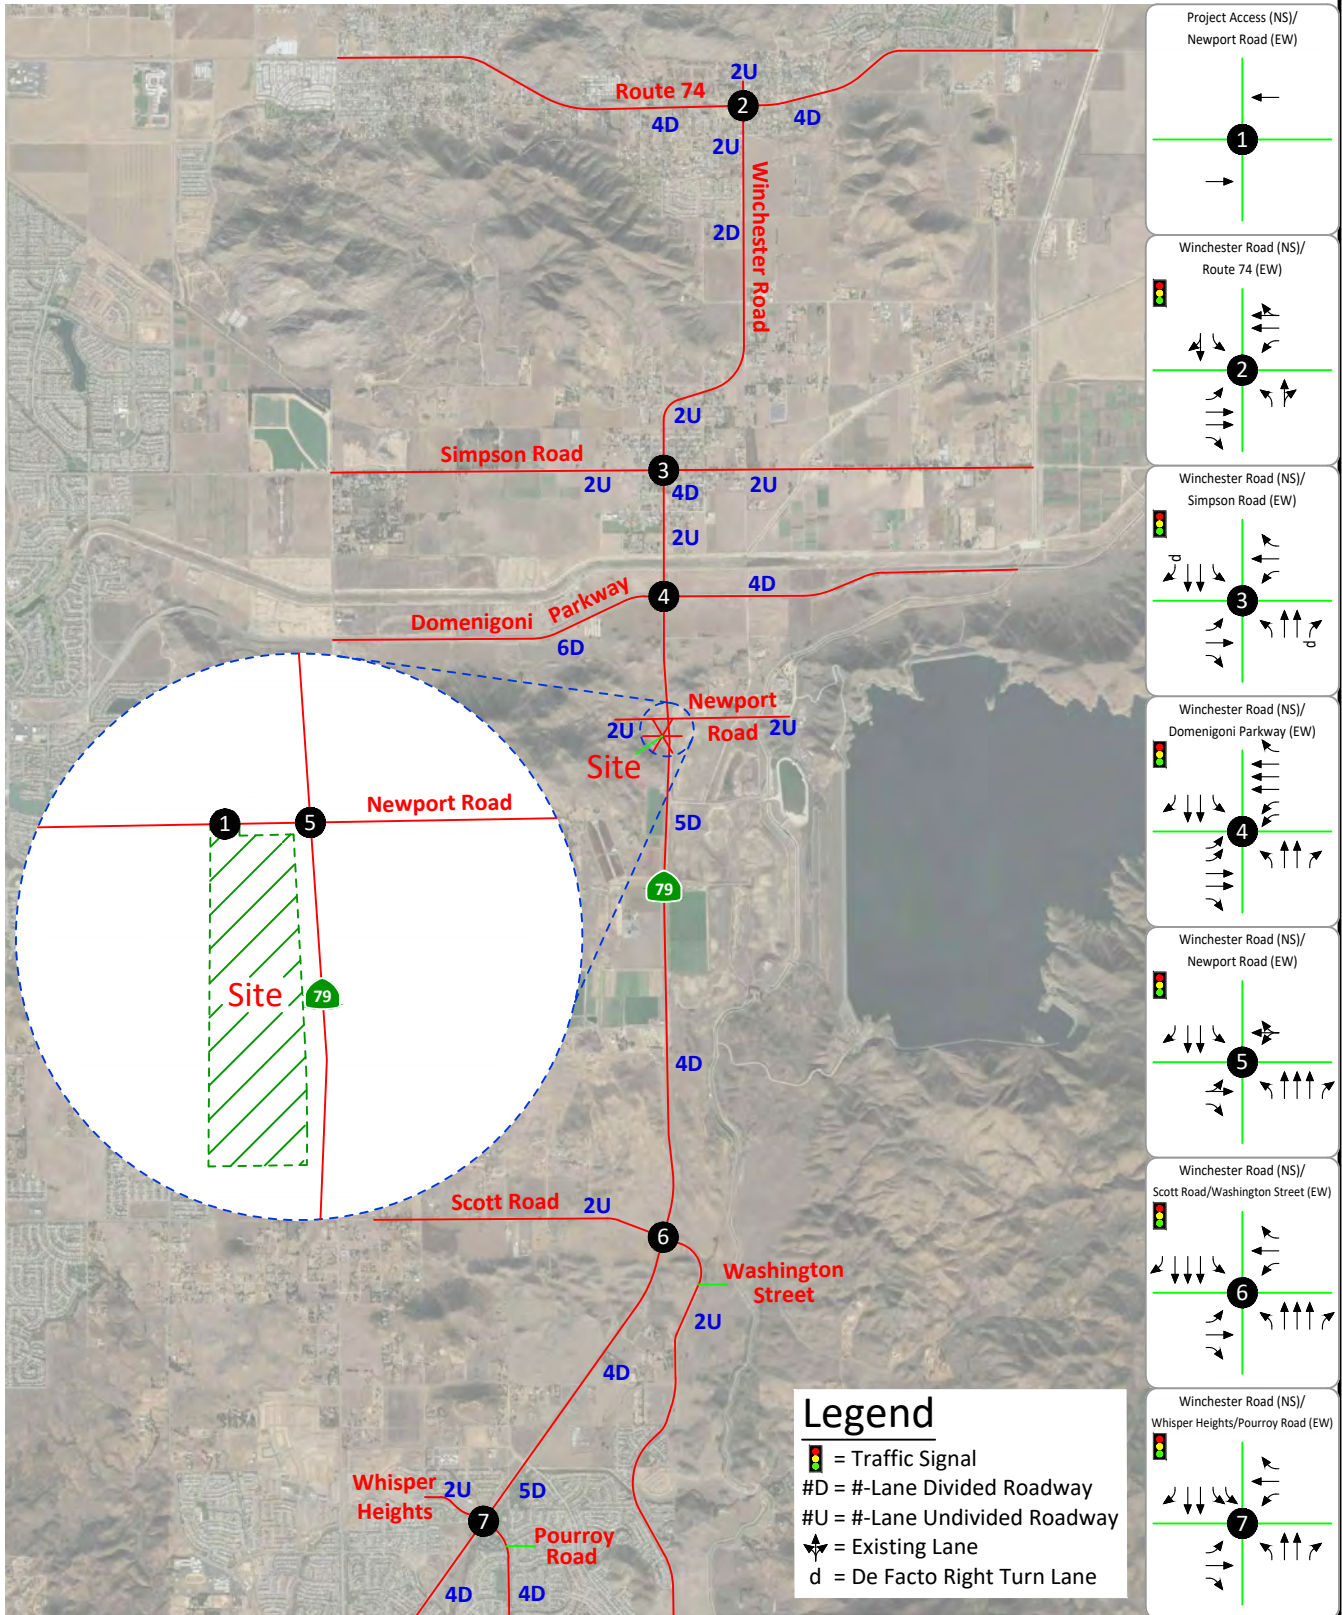 2U
Route 74
2
4D
4D
2U
Winchester Road
2D
2U
Simpson Road
3
2U
4D
2U
2U
4D
Domenigoni Parkway
4
6D
Newport
Road
2U
2U
Site
5D
79
4D
Newport Road
1
5
Site
79
Scott Road
2U
6
Washington
Street
2U
4D
Whisper
Heights
2U
5D
7
Pourroy
Road
4D
4D
Legend
= Traffic Signal
#D = #-Lane Divided Roadway
#U = #-Lane Undivided Roadway
= Existing Lane
d = De Facto Right Turn Lane
Project Access (NS)/
Newport Road (EW)
1
Winchester Road (NS)/
Route 74 (EW)
2
Winchester Road (NS)/
Simpson Road (EW)
d
3
d
Winchester Road (NS)/
Domenigoni Parkway (EW)
4
Winchester Road (NS)/
Newport Road (EW)
5
Winchester Road (NS)/
Scott Road/Washington Street (EW)
6
Winchester Road (NS)/
Whisper Heights/Pourroy Road (EW)
7